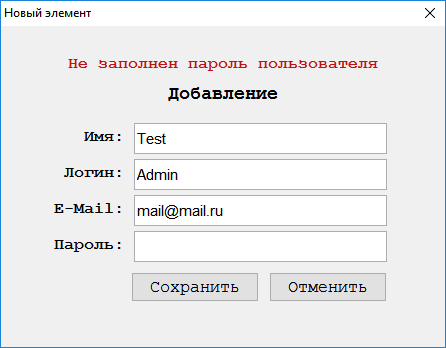 Новый элемент
Не заполнен пароль пользователя
Добавление
Имя: Test
Логин: Admin
E-Mail: mail@mail.ru
Пароль:
Сохранить Отменить